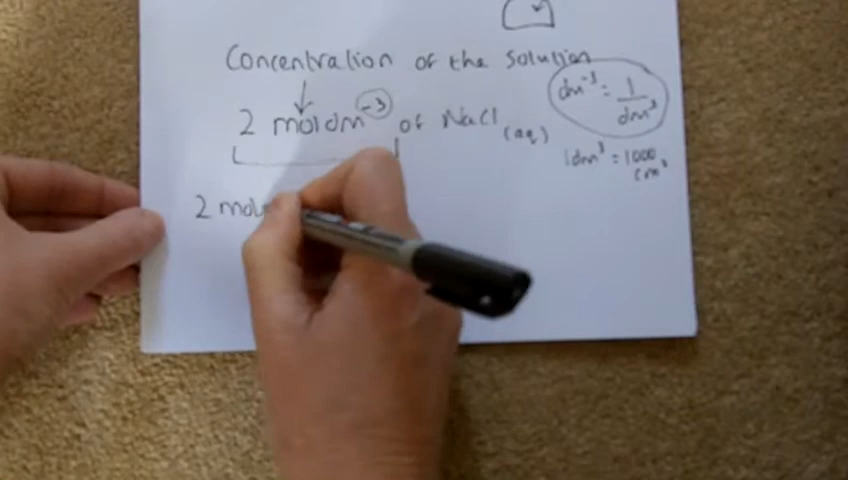 Concentration of the Solution
2 moldm⁻³ of NaCl (aq)
dm⁻³ = 1/dm³
1dm³ = 1000 cm³
2 mol